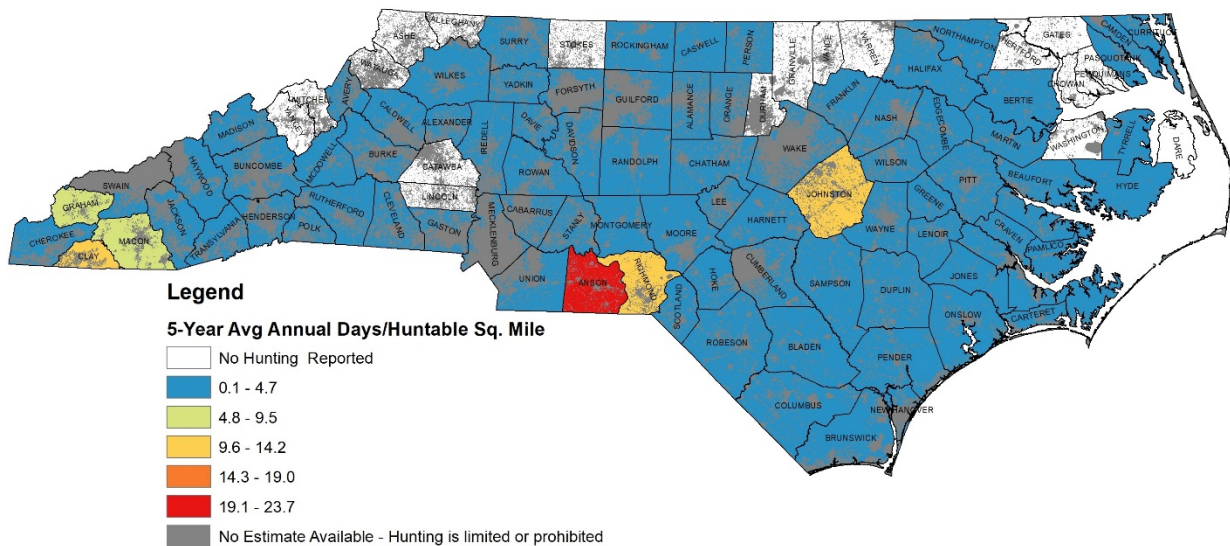 ALLEGHANY
ASHE
SURRY
STOKES
ROCKINGHAM
CASWELL
PERSON
GRANVILLE
VANCE
WARREN
NORTHAMPTON
HERTFORD
GATES
CAMDEN
CURRITUCK
PASQUOTANK
PERQUIMANS
CHOWAN
WATAUGA
WILKES
YADKIN
FORSYTH
GUILFORD
ALAMANCE
ORANGE
DURHAM
FRANKLIN
HALIFAX
BERTIE
MITCHELL
AVERY
YANCEY
CALDWELL
ALEXANDER
IREDELL
DAVIE
DAVIDSON
RANDOLPH
CHATHAM
WAKE
NASH
EDGECOMBE
MARTIN
WASHINGTON
TYRRELL
DARE
MADISON
HAYWOOD
BUNCOMBE
MCDOWELL
BURKE
CATAWBA
ROWAN
LINCOLN
JOHNSTON
WILSON
PITT
BEAUFORT
HYDE
SWAIN
GRAHAM
JACKSON
TRANSYLVANIA
HENDERSON
POLK
RUTHERFORD
CLEVELAND
GASTON
MECKLENBURG
CABARRUS
STANLY
MONTGOMERY
MOORE
LEE
HARNETT
WAYNE
GREENE
LENOIR
CRAVEN
PAMLICO
CHEROKEE
CLAY
MACON
UNION
ANSON
RICHMOND
SCOTLAND
HOKE
CUMBERLAND
SAMPSON
DUPLIN
JONES
ONSLOW
CARTERET
ROBESON
BLADEN
PENDER
COLUMBUS
NEW HANOVER
BRUNSWICK
Legend
5-Year Avg Annual Days/Huntable Sq. Mile
No Hunting Reported
0.1 - 4.7
4.8 - 9.5
9.6 - 14.2
14.3 - 19.0
19.1 - 23.7
No Estimate Available - Hunting is limited or prohibited